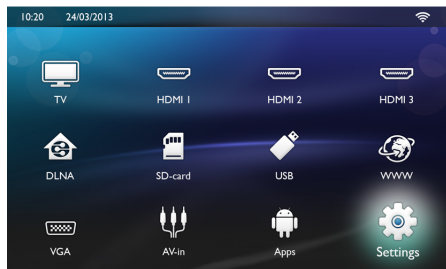 10:20 24/03/2013
TV HDMI 1 HDMI 2 HDMI 3
DLNA SD-card USB WWW
VGA AV-in Apps Settings